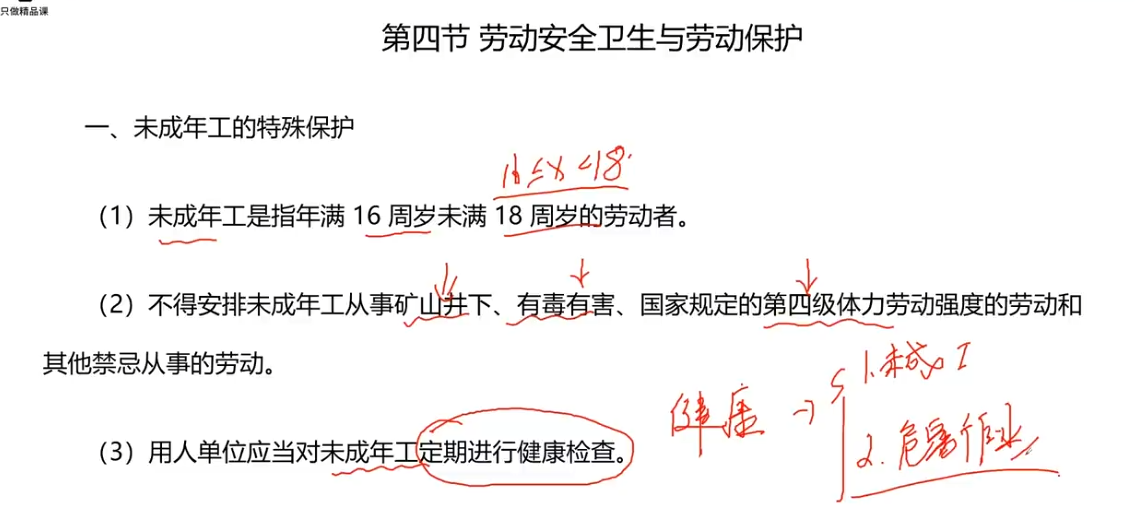 只做精品课
第四节 劳动安全卫生与劳动保护
一、未成年工的特殊保护
16≤x<18
（1）未成年工是指年满 16 周岁未满 18 周岁的劳动者。
（2）不得安排未成年工从事矿山井下、有毒有害、国家规定的第四级体力劳动强度的劳动和
其他禁忌从事的劳动。
1.未成工
健康→
2.危害作业
（3）用人单位应当对未成年工定期进行健康检查。